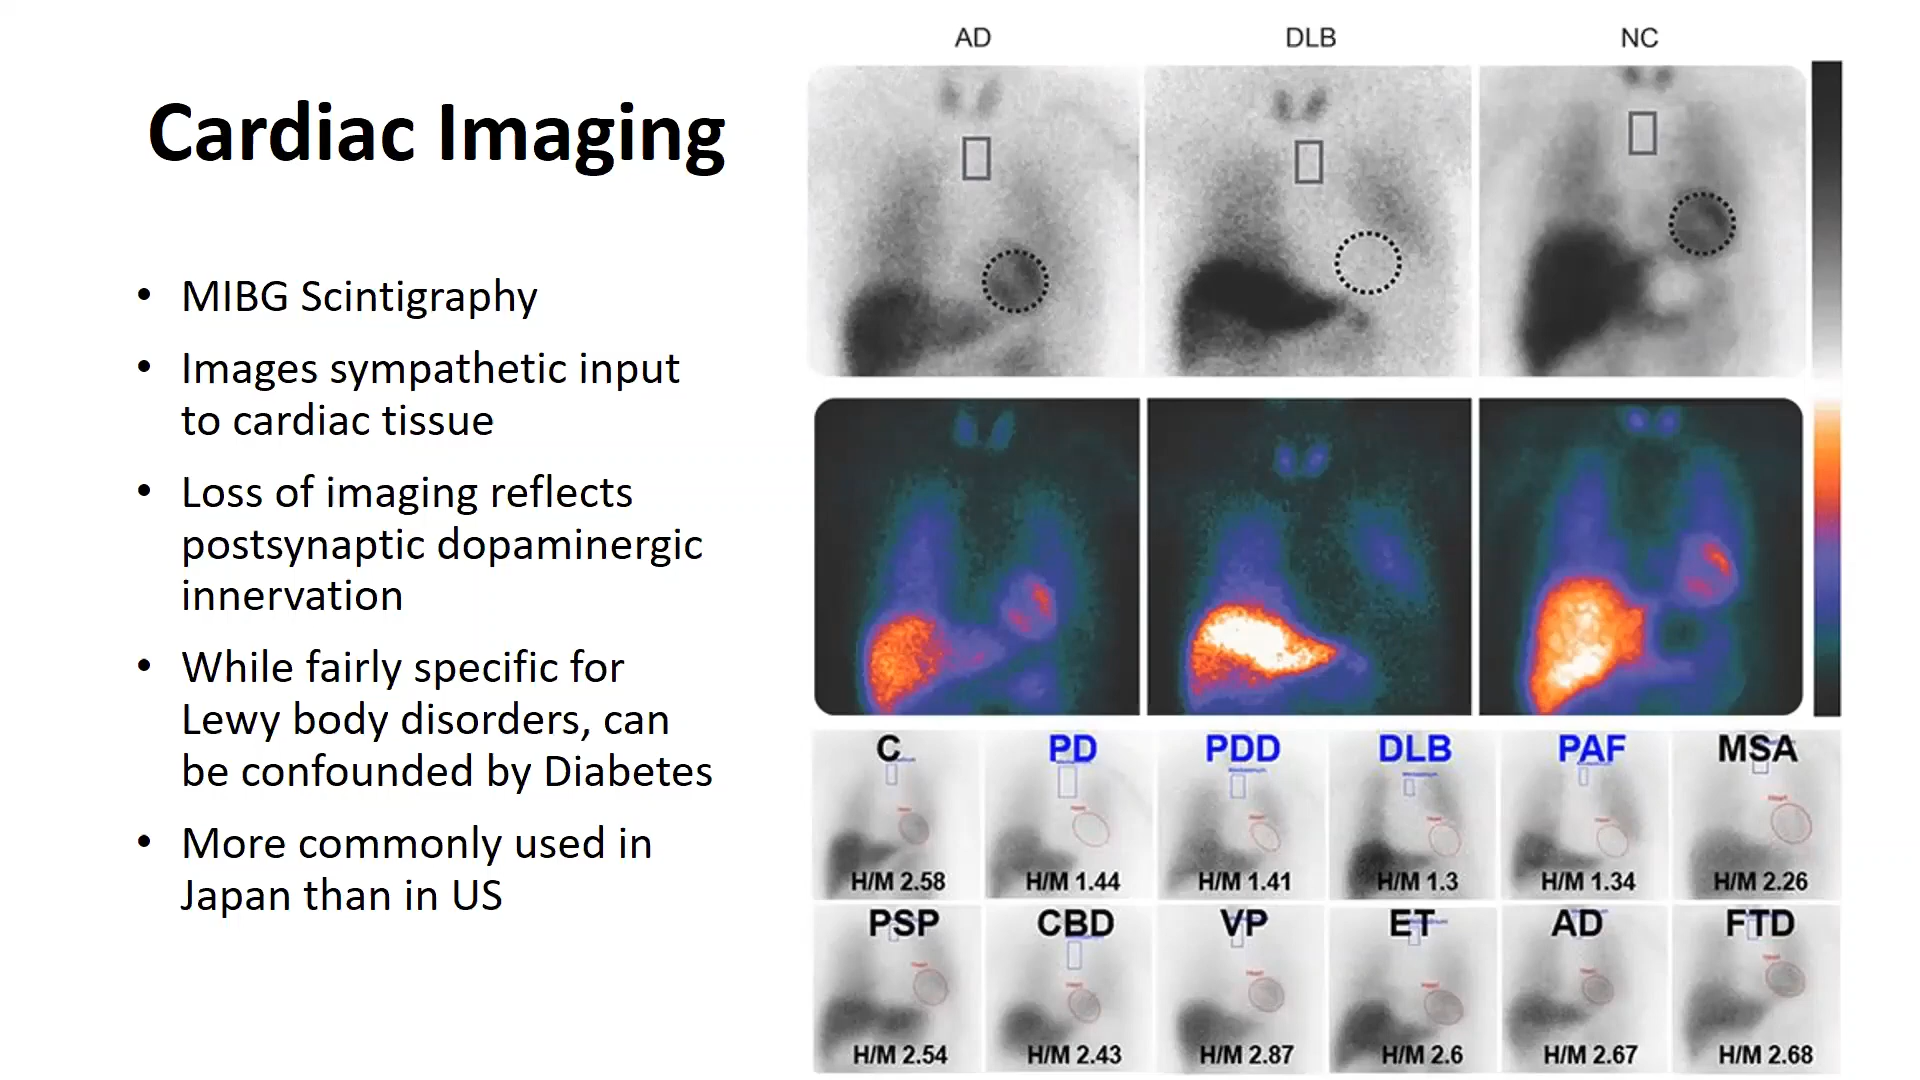 Cardiac Imaging
• MIBG Scintigraphy
• Images sympathetic input
to cardiac tissue
• Loss of imaging reflects
postsynaptic dopaminergic
innervation
• While fairly specific for
Lewy body disorders, can
be confounded by Diabetes
• More commonly used in
Japan than in US
AD DLB NC
C PD PDD DLB PAF MSA
H/M 2.58 H/M 1.44 H/M 1.41 H/M 1.3 H/M 1.34 H/M 2.26
PSP CBD VP ET AD FTD
H/M 2.54 H/M 2.43 H/M 2.87 H/M 2.6 H/M 2.67 H/M 2.68